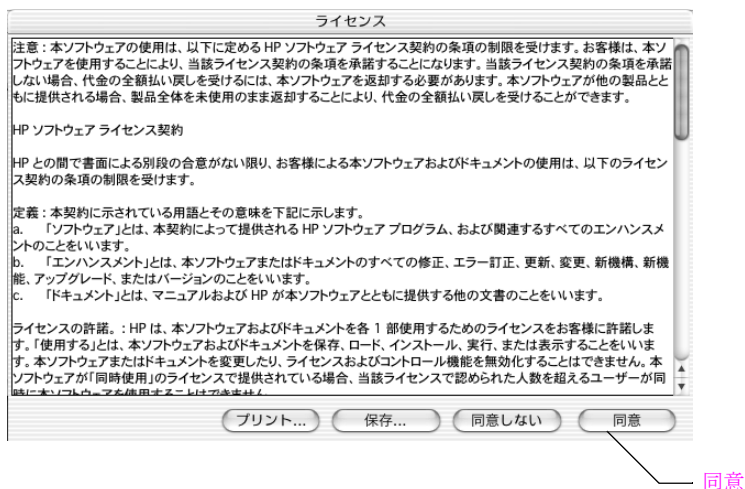 ライセンス
注意 : 本ソフトウェアの使用は、以下に定める HP ソフトウェア ライセンス契約の条項の制限を受けます。お客様は、本ソ
フトウェアを使用することにより、当該ライセンス契約の条項を承諾することになります。当該ライセンス契約の条項を承諾
しない場合、代金の全額払い戻しを受けるには、本ソフトウェアを返却する必要があります。本ソフトウェアが他の製品とと
もに提供される場合、製品全体を未使用のまま返却することにより、代金の全額払い戻しを受けることができます。
HP ソフトウェア ライセンス契約
HP との間で書面による別段の合意がない限り、お客様による本ソフトウェアおよびドキュメントの使用は、以下のライセン
ス契約の条項の制限を受けます。
定義 : 本契約に示されている用語とその意味を下記に示します。
a. 「ソフトウェア」とは、本契約によって提供される HP ソフトウェア プログラム、および関連するすべてのエンハンスメ
ントのことをいいます。
b. 「エンハンスメント」とは、本ソフトウェアまたはドキュメントのすべての修正、エラー訂正、更新、変更、新機構、新機
能、アップグレード、またはバージョンのことをいいます。
c. 「ドキュメント」とは、マニュアルおよび HP が本ソフトウェアとともに提供する他の文書のことをいいます。
ライセンスの許諾。 : HP は、本ソフトウェアおよびドキュメントを各 1 部使用するためのライセンスをお客様に許諾しま
す。「使用する」とは、本ソフトウェアおよびドキュメントを保存、ロード、インストール、実行、または表示することをいいま
す。本ソフトウェアまたはドキュメントを変更したり、ライセンスおよびコントロール機能を無効化することはできません。本
ソフトウェアが「同時使用」のライセンスで提供されている場合、当該ライセンスで認められた人数を超えるユーザーが同
時に本ソフトウェアを使用することはできません
プリント... 保存... 同意しない 同意
同意